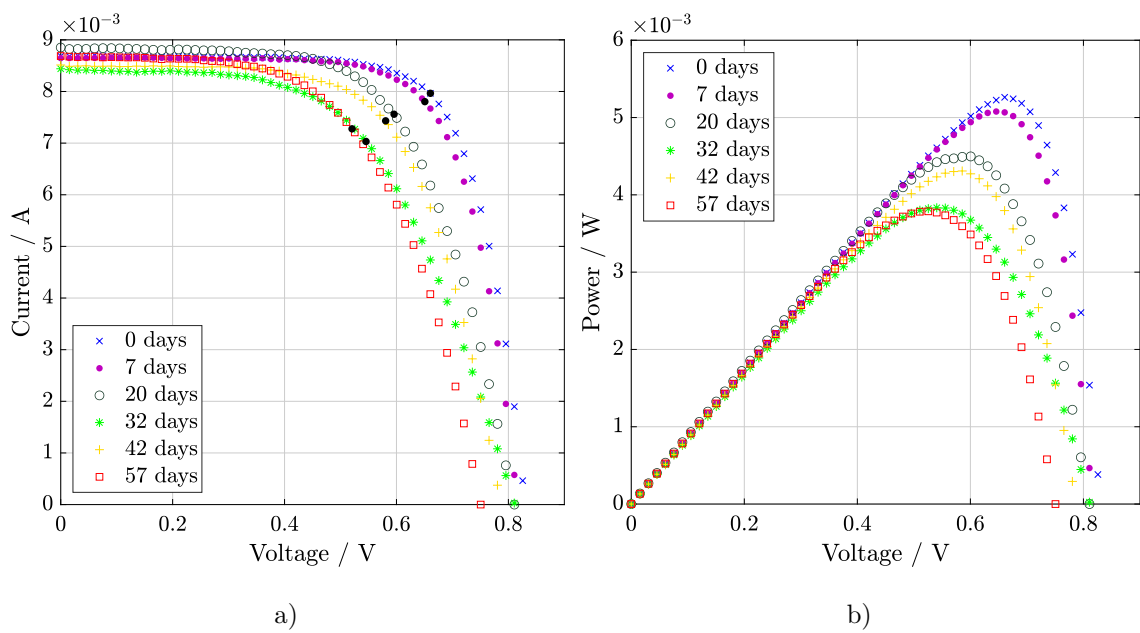 ×10⁻³
9
8
7
6
5
4
3
2
1
0
Current / A
0 days
7 days
20 days
32 days
42 days
57 days
0 0.2 0.4 0.6 0.8
Voltage / V
a)
×10⁻³
6
5
4
3
2
1
0
Power / W
0 days
7 days
20 days
32 days
42 days
57 days
0 0.2 0.4 0.6 0.8
Voltage / V
b)